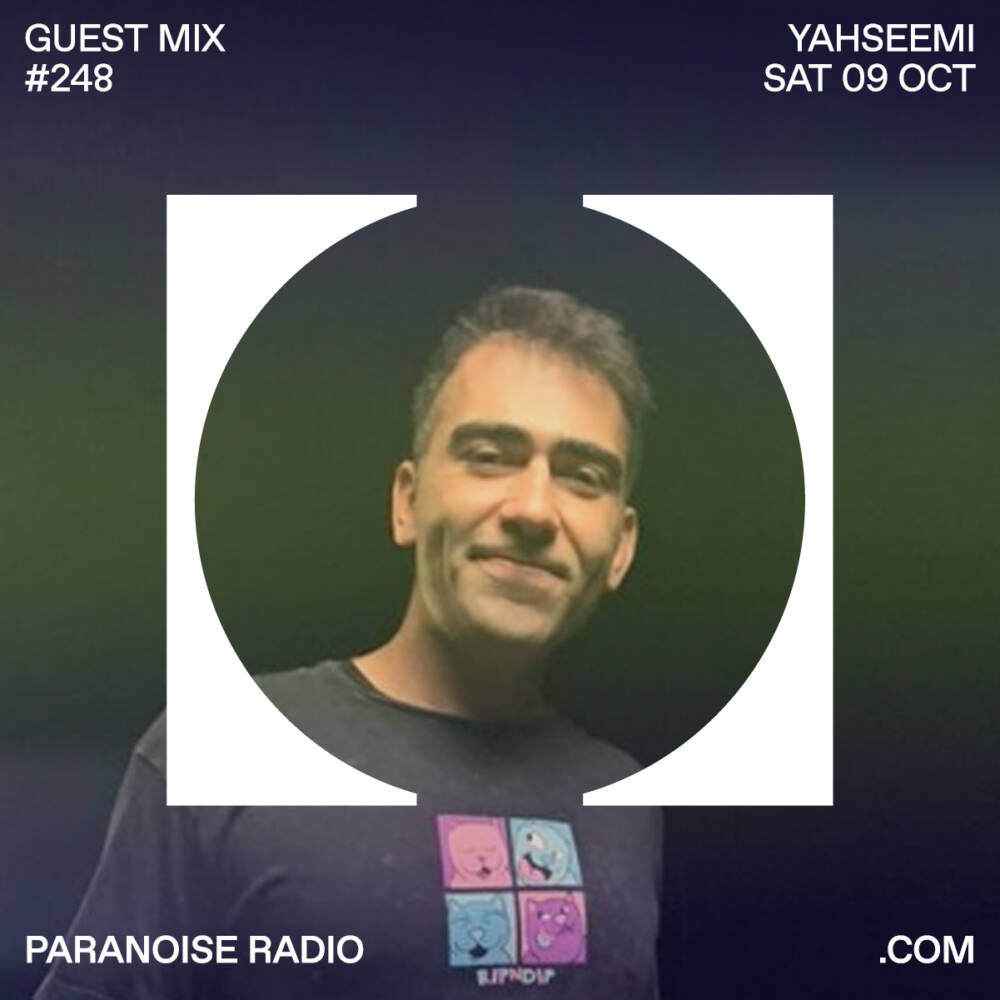 GUEST MIX
#248
YAHSEEMI
SAT 09 OCT
RIPNDIP
PARANOISE RADIO
.COM